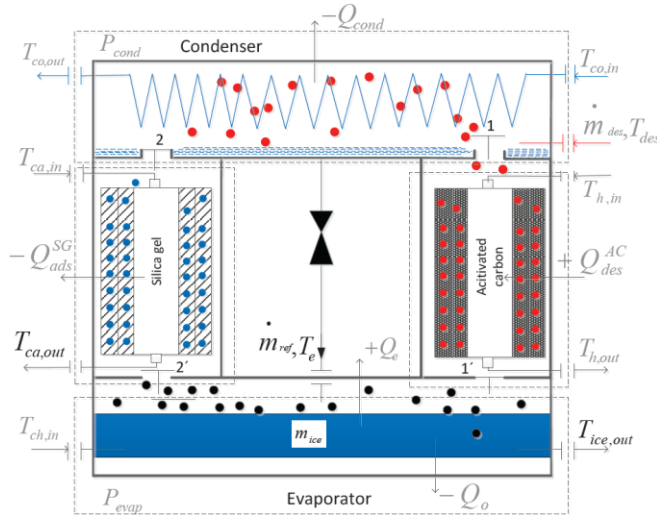 P_cond
-Q_cond
Condenser
T_co,out
T_co,in
1
2
ṁ_des, T_des
T_ca,in
T_h,in
Silica gel
Acitivated carbon
- Q_ads^SG
+ Q_des^AC
T_ca,out
2´
ṁ_ref, T_e
+Q_e
1´
T_h,out
T_ch,in
m_ice
T_ice,out
P_evap
Evaporator
-Q_o